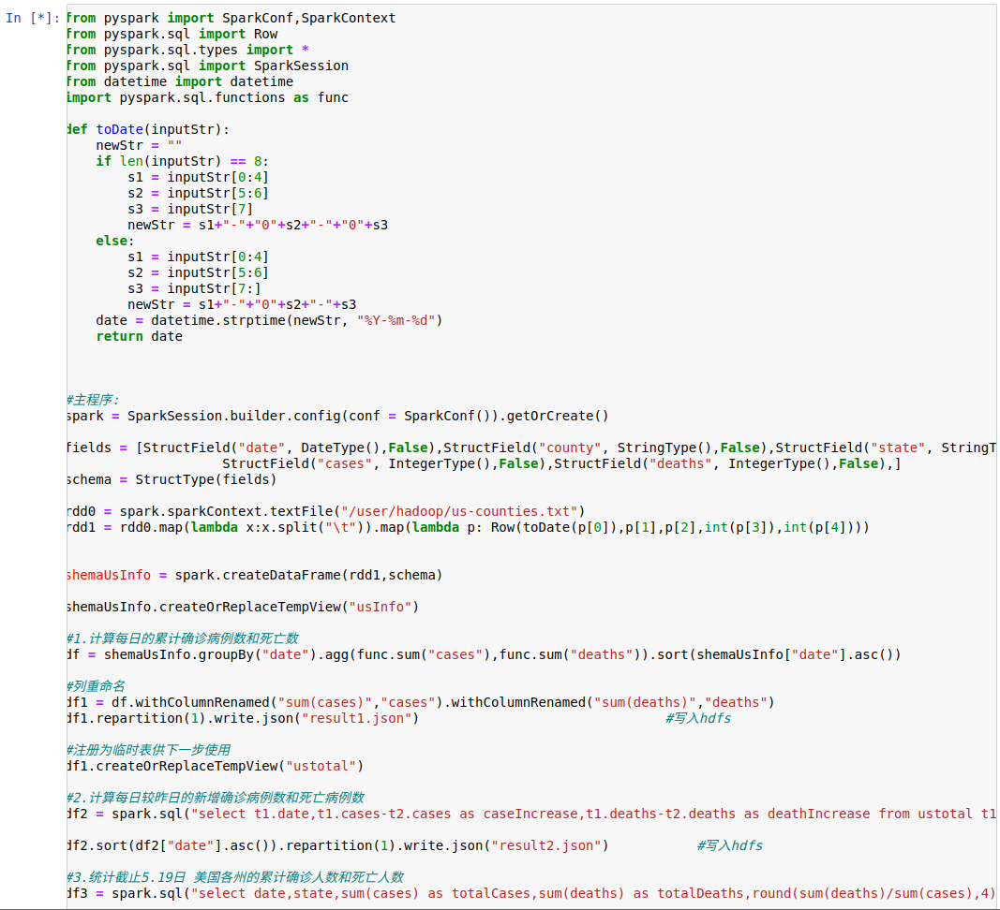 In [*]:
from pyspark import SparkConf,SparkContext
from pyspark.sql import Row
from pyspark.sql.types import *
from pyspark.sql import SparkSession
from datetime import datetime
import pyspark.sql.functions as func
def toDate(inputStr):
newStr = ""
if len(inputStr) == 8:
s1 = inputStr[0:4]
s2 = inputStr[5:6]
s3 = inputStr[7]
newStr = s1+"-"+"0"+s2+"-"+"0"+s3
else:
s1 = inputStr[0:4]
s2 = inputStr[5:6]
s3 = inputStr[7:]
newStr = s1+"-"+"0"+s2+"-"+s3
date = datetime.strptime(newStr, "%Y-%m-%d")
return date
#主程序:
spark = SparkSession.builder.config(conf = SparkConf()).getOrCreate()
fields = [StructField("date", DateType(),False),StructField("county", StringType(),False),StructField("state", StringT
StructField("cases", IntegerType(),False),StructField("deaths", IntegerType(),False),]
schema = StructType(fields)
rdd0 = spark.sparkContext.textFile("/user/hadoop/us-counties.txt")
rdd1 = rdd0.map(lambda x:x.split("\t")).map(lambda p: Row(toDate(p[0]),p[1],p[2],int(p[3]),int(p[4])))
shemaUsInfo = spark.createDataFrame(rdd1,schema)
shemaUsInfo.createOrReplaceTempView("usInfo")
#1.计算每日的累计确诊病例数和死亡数
df = shemaUsInfo.groupBy("date").agg(func.sum("cases"),func.sum("deaths")).sort(shemaUsInfo["date"].asc())
#列重命名
df1 = df.withColumnRenamed("sum(cases)","cases").withColumnRenamed("sum(deaths)","deaths")
df1.repartition(1).write.json("result1.json") #写入hdfs
#注册为临时表供下一步使用
df1.createOrReplaceTempView("ustotal")
#2.计算每日较昨日的新增确诊病例数和死亡病例数
df2 = spark.sql("select t1.date,t1.cases-t2.cases as caseIncrease,t1.deaths-t2.deaths as deathIncrease from ustotal t1
df2.sort(df2["date"].asc()).repartition(1).write.json("result2.json") #写入hdfs
#3.统计截止5.19日 美国各州的累计确诊人数和死亡人数
df3 = spark.sql("select date,state,sum(cases) as totalCases,sum(deaths) as totalDeaths,round(sum(deaths)/sum(cases),4)